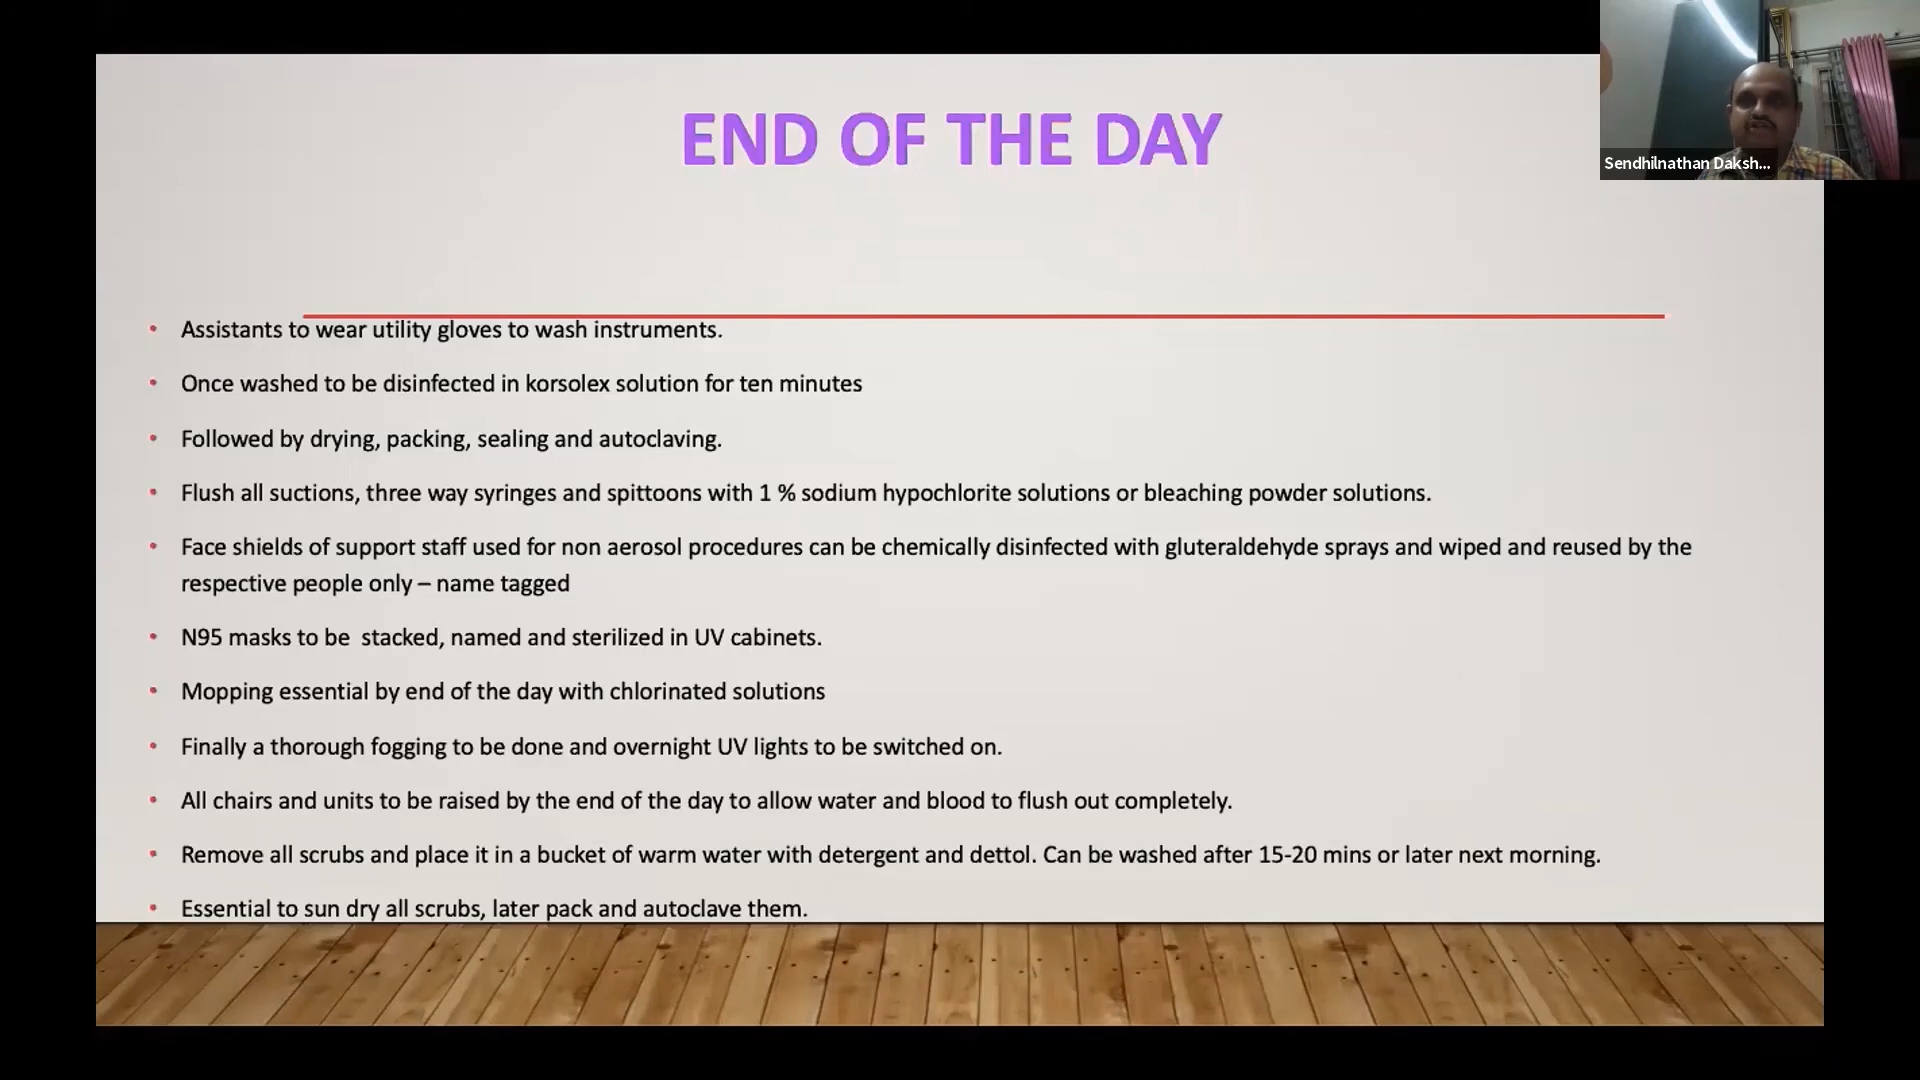 END OF THE DAY
Sendhilnathan Daksh...
• Assistants to wear utility gloves to wash instruments.
• Once washed to be disinfected in korsolex solution for ten minutes
• Followed by drying, packing, sealing and autoclaving.
• Flush all suctions, three way syringes and spittoons with 1 % sodium hypochlorite solutions or bleaching powder solutions.
• Face shields of support staff used for non aerosol procedures can be chemically disinfected with gluteraldehyde sprays and wiped and reused by the
respective people only – name tagged
• N95 masks to be  stacked, named and sterilized in UV cabinets.
• Mopping essential by end of the day with chlorinated solutions
• Finally a thorough fogging to be done and overnight UV lights to be switched on.
• All chairs and units to be raised by the end of the day to allow water and blood to flush out completely.
• Remove all scrubs and place it in a bucket of warm water with detergent and dettol. Can be washed after 15-20 mins or later next morning.
• Essential to sun dry all scrubs, later pack and autoclave them.